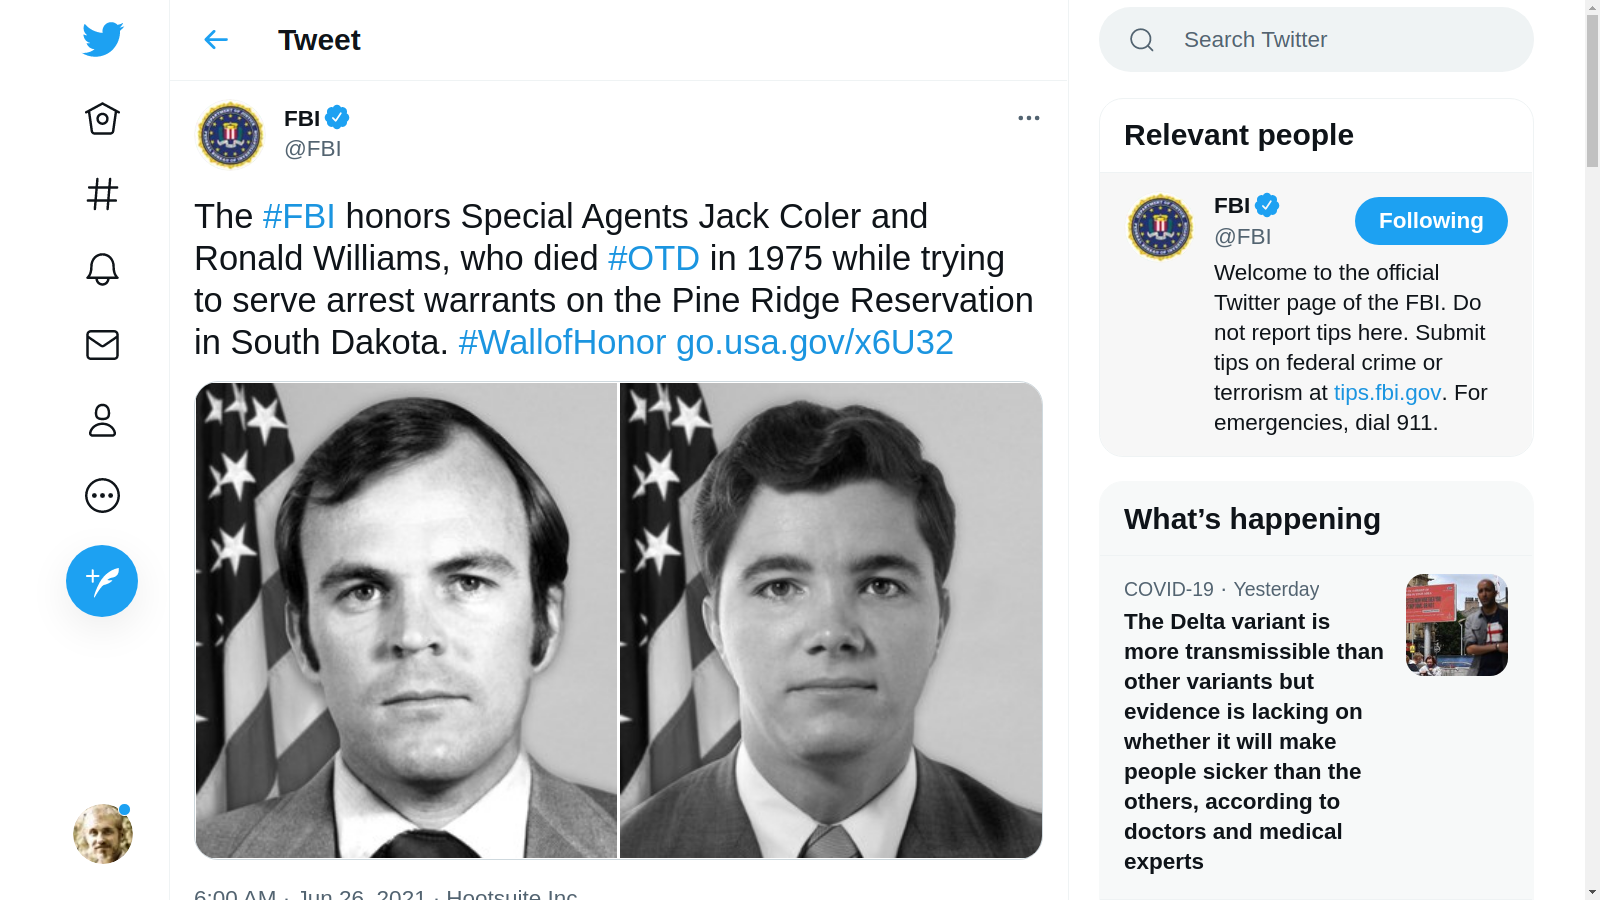 Tweet
FBI
@FBI
The #FBI honors Special Agents Jack Coler and
Ronald Williams, who died #OTD in 1975 while trying
to serve arrest warrants on the Pine Ridge Reservation
in South Dakota. #WallofHonor go.usa.gov/x6U32
6:00 AM · Jun 26, 2021 · Hootsuite Inc.
Search Twitter
Relevant people
FBI
@FBI
Following
Welcome to the official
Twitter page of the FBI. Do
not report tips here. Submit
tips on federal crime or
terrorism at tips.fbi.gov. For
emergencies, dial 911.
What’s happening
COVID-19 · Yesterday
The Delta variant is
more transmissible than
other variants but
evidence is lacking on
whether it will make
people sicker than the
others, according to
doctors and medical
experts